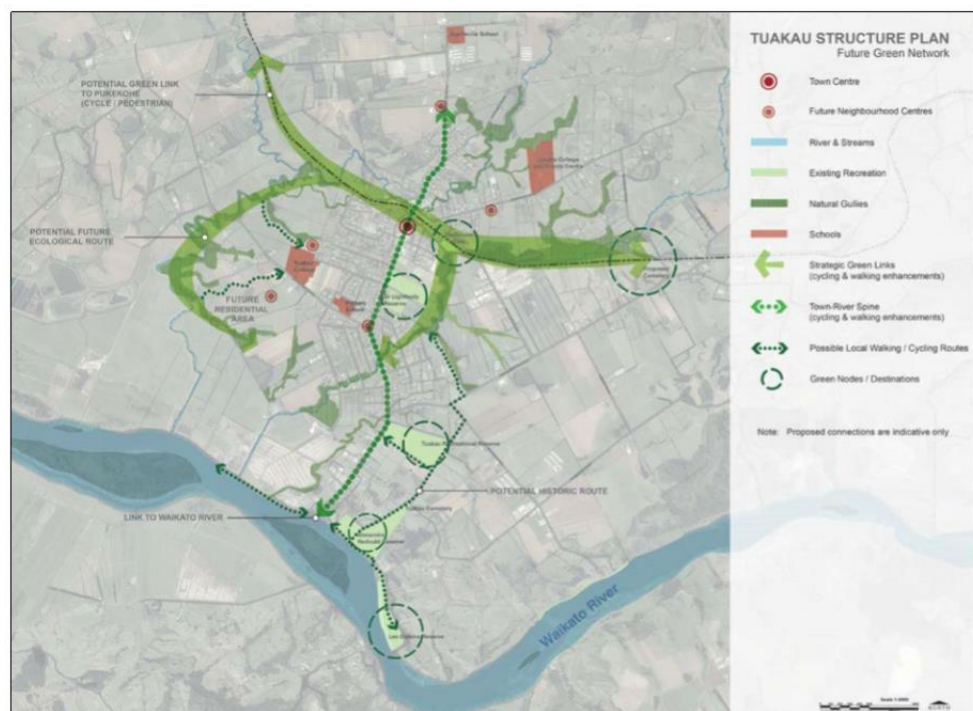 TUAKAU STRUCTURE PLAN
Future Green Network
Town Centre
Future Neighbourhood Centres
River & Streams
Existing Recreation
Natural Gullies
Schools
Strategic Green Links
(cycling & walking enhancements)
Town-River Spine
(cycling & walking enhancements)
Possible Local Walking / Cycling Routes
Green Nodes / Destinations
Note: Proposed connections are indicative only
POTENTIAL GREEN LINK
TO PUKEKOHE
(CYCLE / PEDESTRIAN)
POTENTIAL FUTURE
ECOLOGICAL ROUTE
FUTURE
RESIDENTIAL
AREA
Proposed
Cemetery
POTENTIAL HISTORIC ROUTE
LINK TO WAIKATO RIVER
Waikato River
NORTH